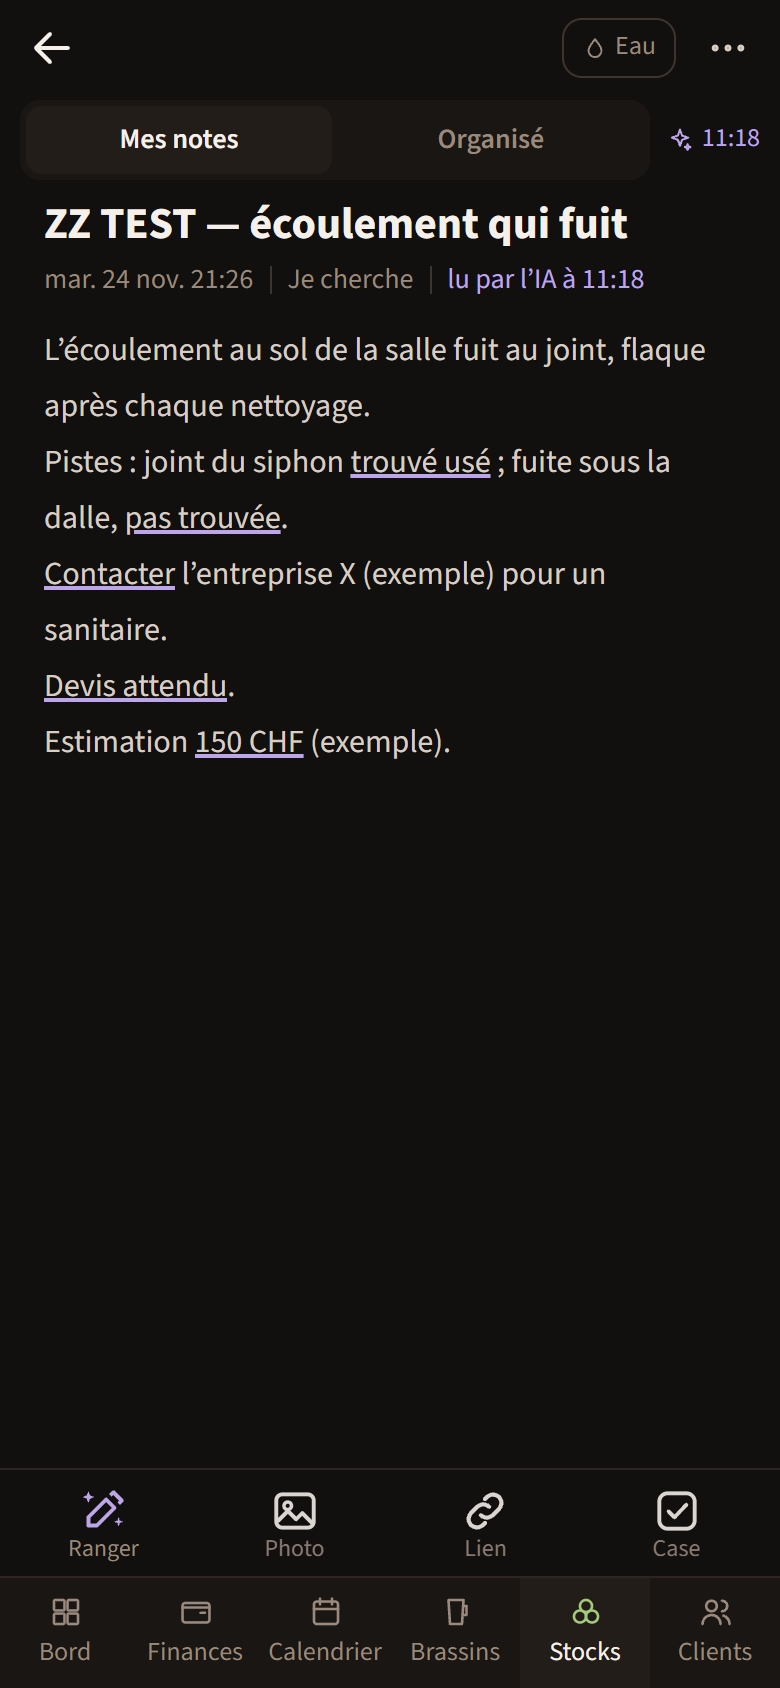 Eau
Mes notes
Organisé
11:18
ZZ TEST — écoulement qui fuit
mar. 24 nov. 21:26 | Je cherche | lu par l’IA à 11:18
L’écoulement au sol de la salle fuit au joint, flaque
après chaque nettoyage.
Pistes : joint du siphon trouvé usé ; fuite sous la
dalle, pas trouvée.
Contacter l’entreprise X (exemple) pour un
sanitaire.
Devis attendu.
Estimation 150 CHF (exemple).
Ranger
Photo
Lien
Case
Bord
Finances
Calendrier
Brassins
Stocks
Clients